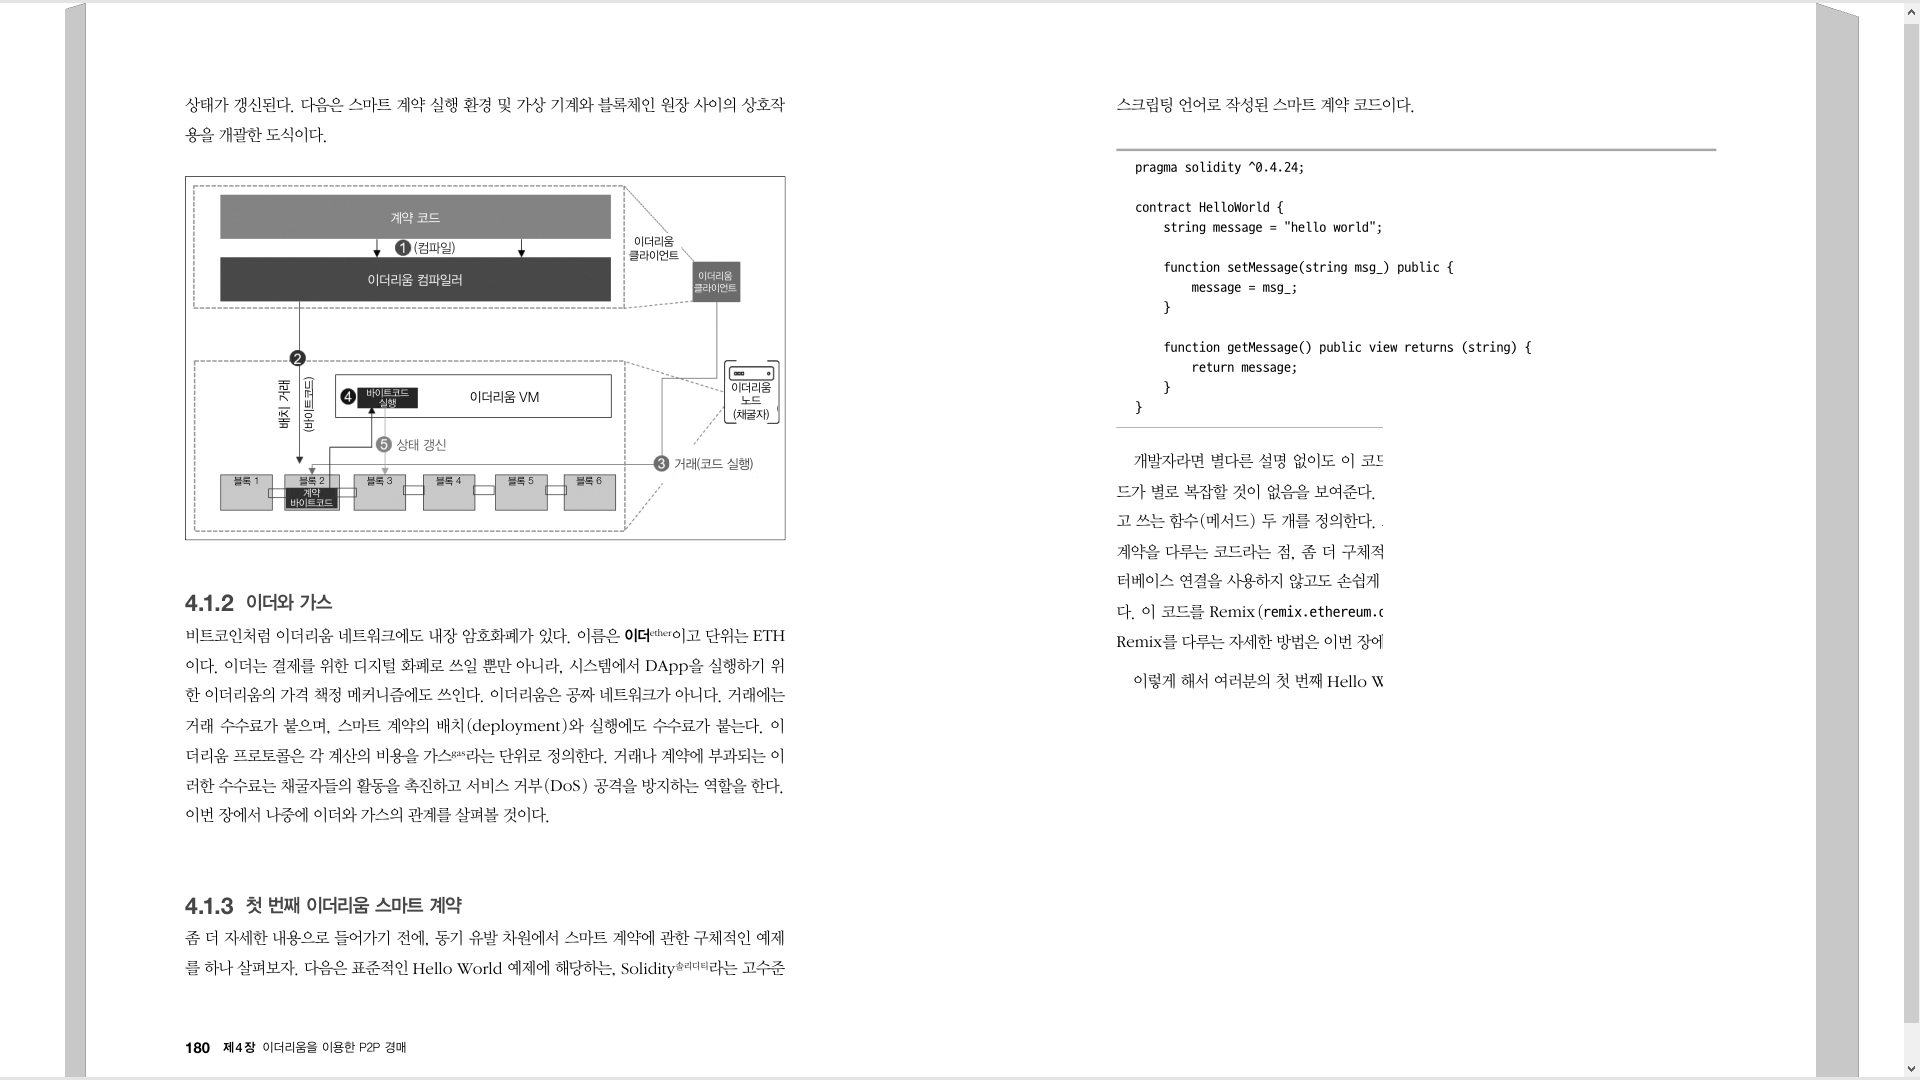 상태가 갱신된다. 다음은 스마트 계약 실행 환경 및 가상 기계와 블록체인 원장 사이의 상호작
용을 개괄한 도식이다.
계약 코드
❶ (컴파일)
이더리움 컴파일러
이더리움
클라이언트
이더리움
클라이언트
❷
배치 거래
(바이트코드)
❹ 바이트코드
실행
이더리움 VM
이더리움
노드
(채굴자)
❺ 상태 갱신
❸ 거래(코드 실행)
블록 1
블록 2
계약
바이트코드
블록 3
블록 4
블록 5
블록 6
4.1.2 이더와 가스
비트코인처럼 이더리움 네트워크에도 내장 암호화폐가 있다. 이름은 이더ether이고 단위는 ETH
이다. 이더는 결제를 위한 디지털 화폐로 쓰일 뿐만 아니라, 시스템에서 DApp을 실행하기 위
한 이더리움의 가격 책정 메커니즘에도 쓰인다. 이더리움은 공짜 네트워크가 아니다. 거래에는
거래 수수료가 붙으며, 스마트 계약의 배치(deployment)와 실행에도 수수료가 붙는다. 이
더리움 프로토콜은 각 계산의 비용을 가스gas라는 단위로 정의한다. 거래나 계약에 부과되는 이
러한 수수료는 채굴자들의 활동을 촉진하고 서비스 거부(DoS) 공격을 방지하는 역할을 한다.
이번 장에서 나중에 이더와 가스의 관계를 살펴볼 것이다.
4.1.3 첫 번째 이더리움 스마트 계약
좀 더 자세한 내용으로 들어가기 전에, 동기 유발 차원에서 스마트 계약에 관한 구체적인 예제
를 하나 살펴보자. 다음은 표준적인 Hello World 예제에 해당하는, Solidity솔리디티라는 고수준
180 제4장 이더리움을 이용한 P2P 경매
스크립팅 언어로 작성된 스마트 계약 코드이다.
pragma solidity ^0.4.24;
contract HelloWorld {
string message = "hello world";
function setMessage(string msg_) public {
message = msg_;
}
function getMessage() public view returns (string) {
return message;
}
}
개발자라면 별다른 설명 없이도 이 코드
드가 별로 복잡할 것이 없음을 보여준다.
고 쓰는 함수(메서드) 두 개를 정의한다.
계약을 다루는 코드라는 점, 좀 더 구체적
터베이스 연결을 사용하지 않고도 손쉽게
다. 이 코드를 Remix(remix.ethereum.
Remix를 다루는 자세한 방법은 이번 장에
이렇게 해서 여러분의 첫 번째 Hello W